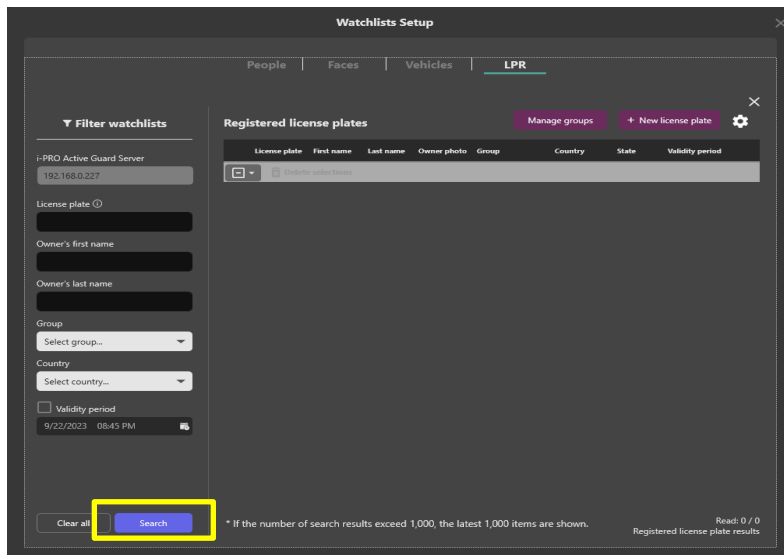 Watchlists Setup
People Faces Vehicles LPR
Filter watchlists
i-PRO Active Guard Server
192.168.0.227
License plate
Owner's first name
Owner's last name
Group
Select group...
Country
Select country...
Validity period
9/22/2023 08:45 PM
Clear all Search
Registered license plates
Manage groups + New license plate
License plate First name Last name Owner photo Group Country State Validity period
Delete selections
* If the number of search results exceed 1,000, the latest 1,000 items are shown.
Read: 0 / 0
Registered license plate results